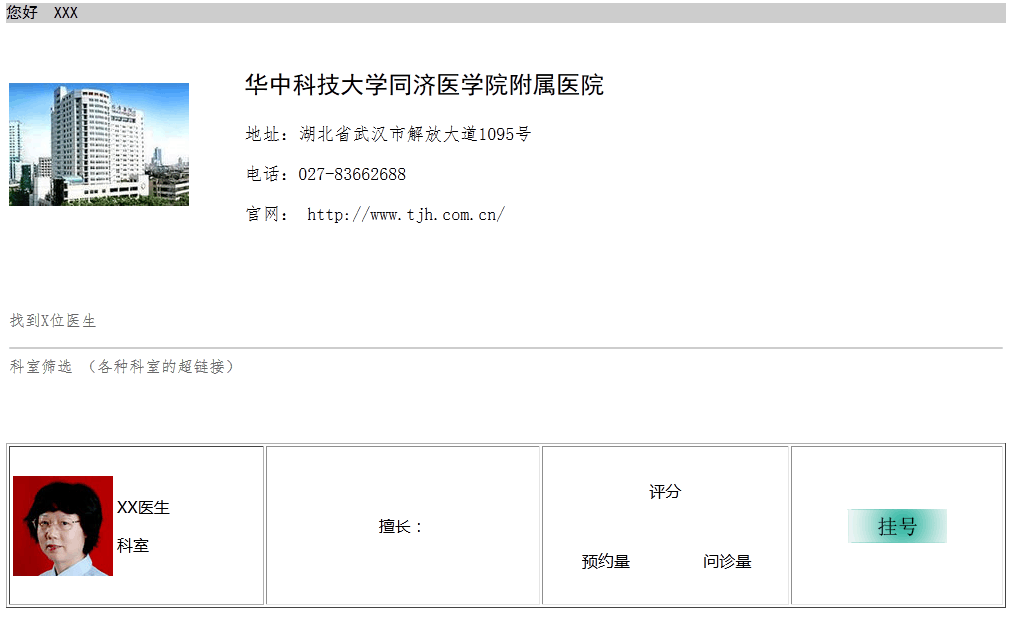 您好 XXX
华中科技大学同济医学院附属医院
地址：湖北省武汉市解放大道1095号
电话：027-83662688
官网： http://www.tjh.com.cn/
找到X位医生
科室筛选 （各种科室的超链接）
XX医生
科室
擅长：
评分
预约量 问诊量
挂号